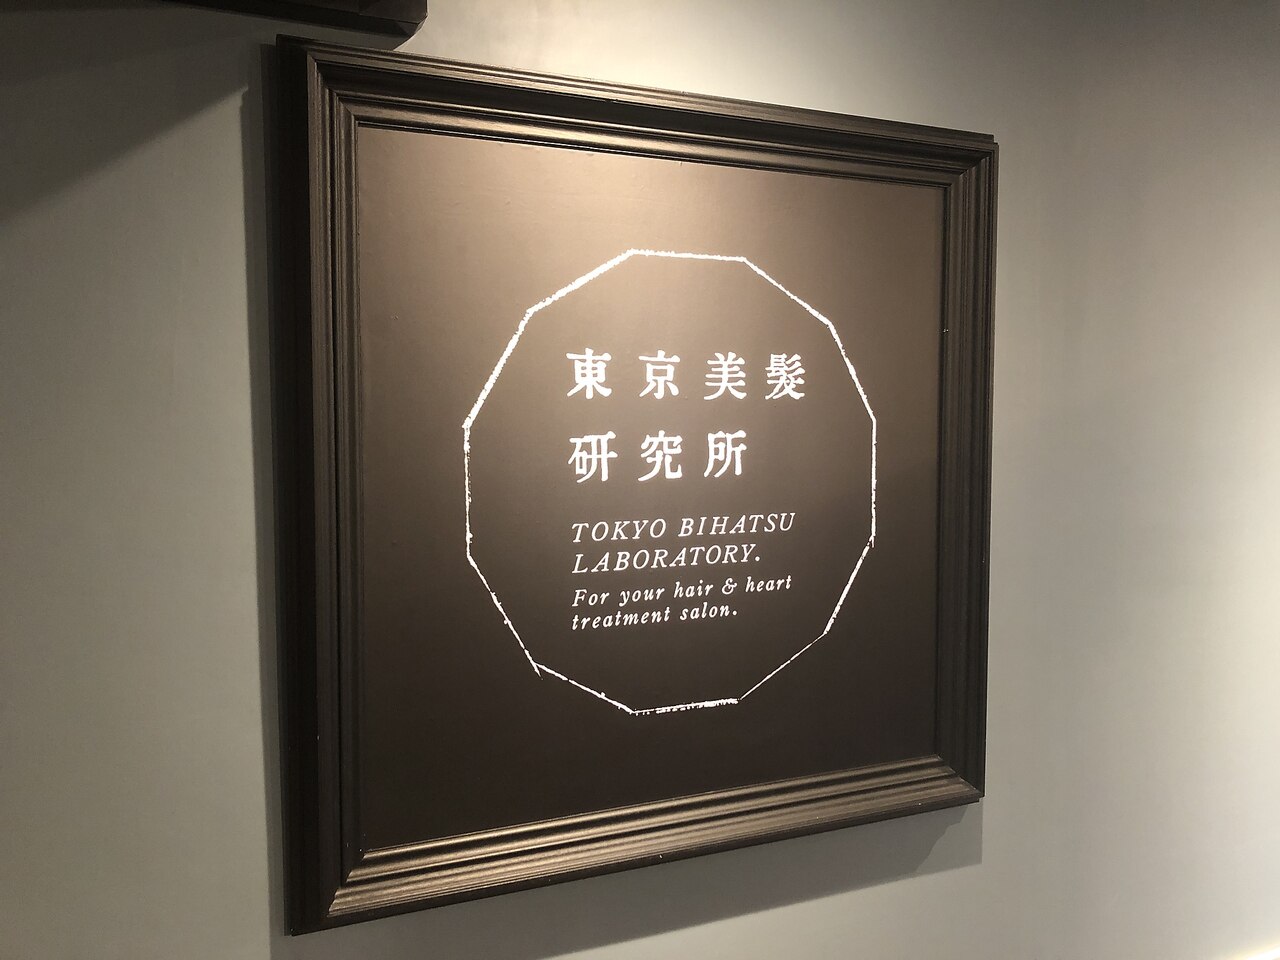 東京美髮
研究所
TOKYO BIHATSU
LABORATORY.
For your hair & heart
treatment salon.